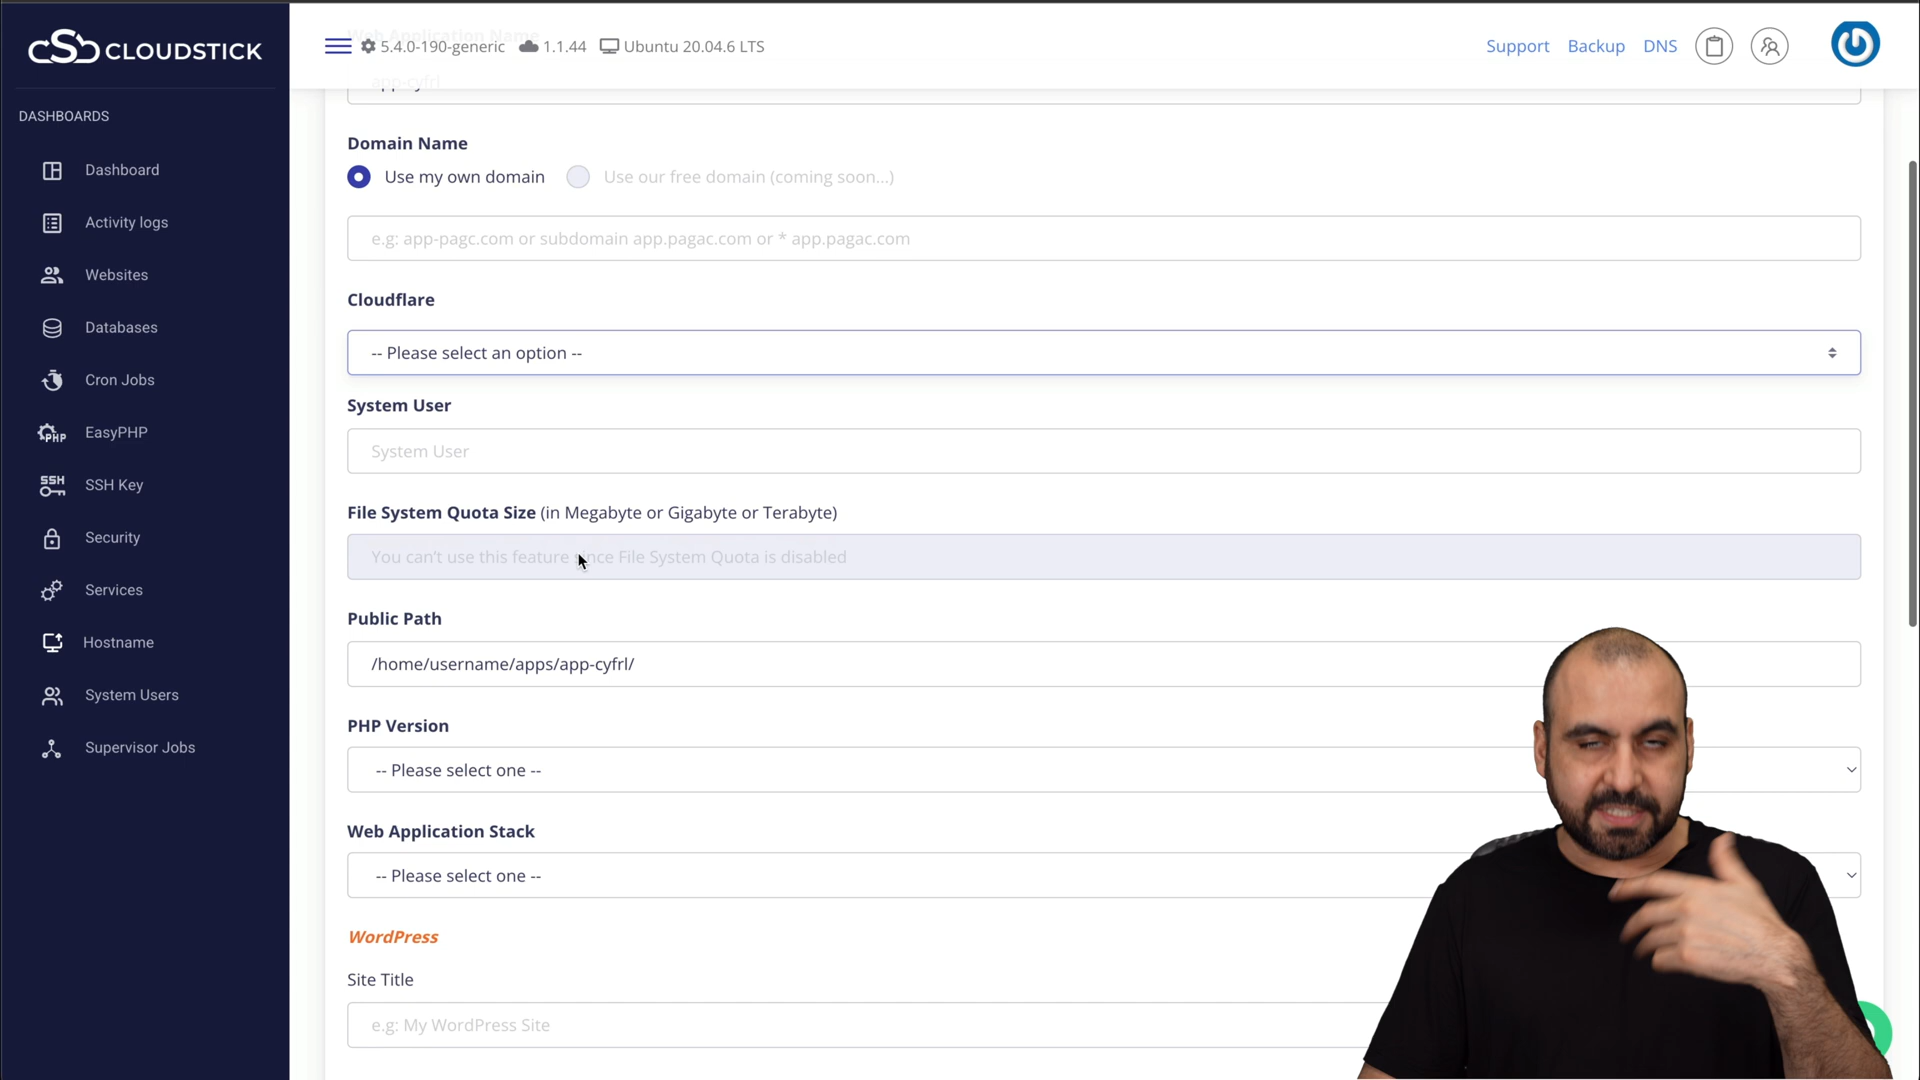 CLOUDSTICK
5.4.0-190-generic 1.1.44 Ubuntu 20.04.6 LTS
Support Backup DNS
Web Application Name
app-cyfrl
DASHBOARDS
Dashboard
Activity logs
Websites
Databases
Cron Jobs
PHP EasyPHP
SSH SSH Key
Security
Services
Hostname
System Users
Supervisor Jobs
Domain Name
Use my own domain Use our free domain (coming soon...)
e.g: app-pagc.com or subdomain app.pagac.com or * app.pagac.com
Cloudflare
-- Please select an option --
System User
System User
File System Quota Size (in Megabyte or Gigabyte or Terabyte)
You can't use this feature since File System Quota is disabled
Public Path
/home/username/apps/app-cyfrl/
PHP Version
-- Please select one --
Web Application Stack
-- Please select one --
WordPress
Site Title
e.g: My WordPress Site